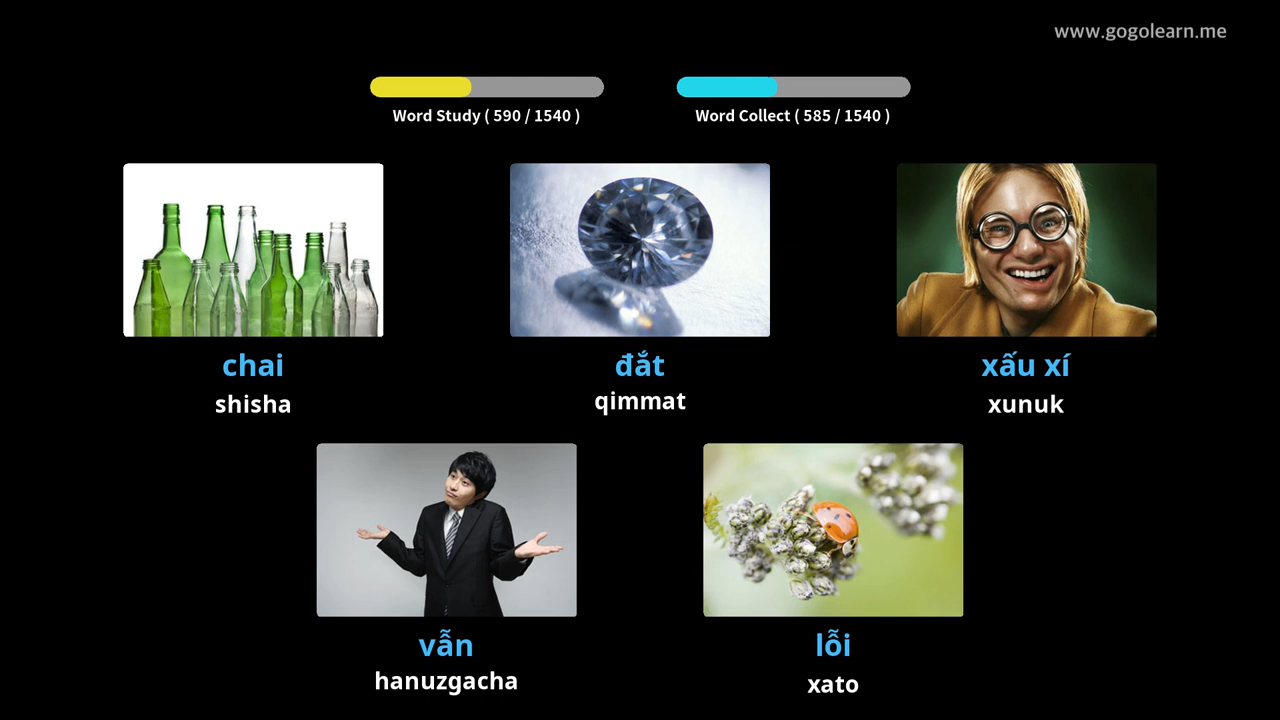 www.gogolearn.me
Word Study ( 590 / 1540 )
Word Collect ( 585 / 1540 )
chai
shisha
đắt
qimmat
xấu xí
xunuk
vẫn
hanuzgacha
lỗi
xato